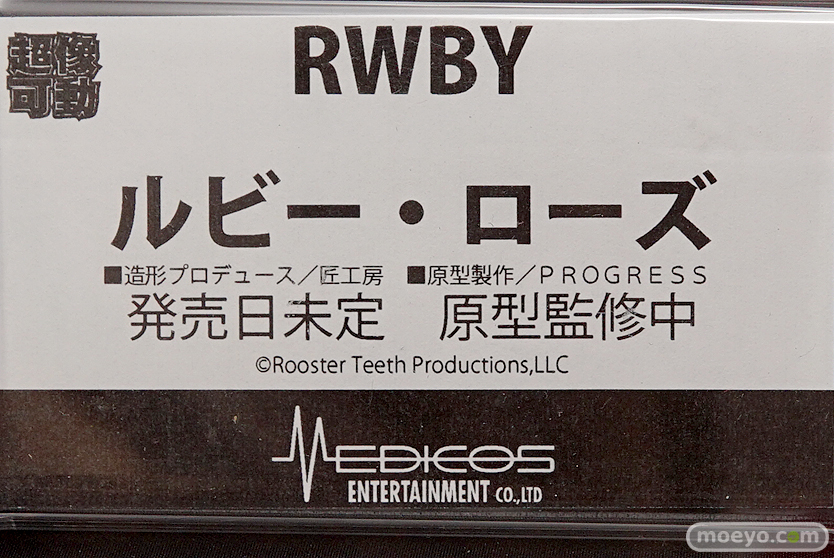 超像
可動
RWBY
ルビー・ローズ
■造形プロデュース／匠工房　■原型製作／ＰＲＯＧＲＥＳＳ
発売日未定　原型監修中
©Rooster Teeth Productions,LLC
MEDICOS
ENTERTAINMENT CO.,LTD
moeyo.com